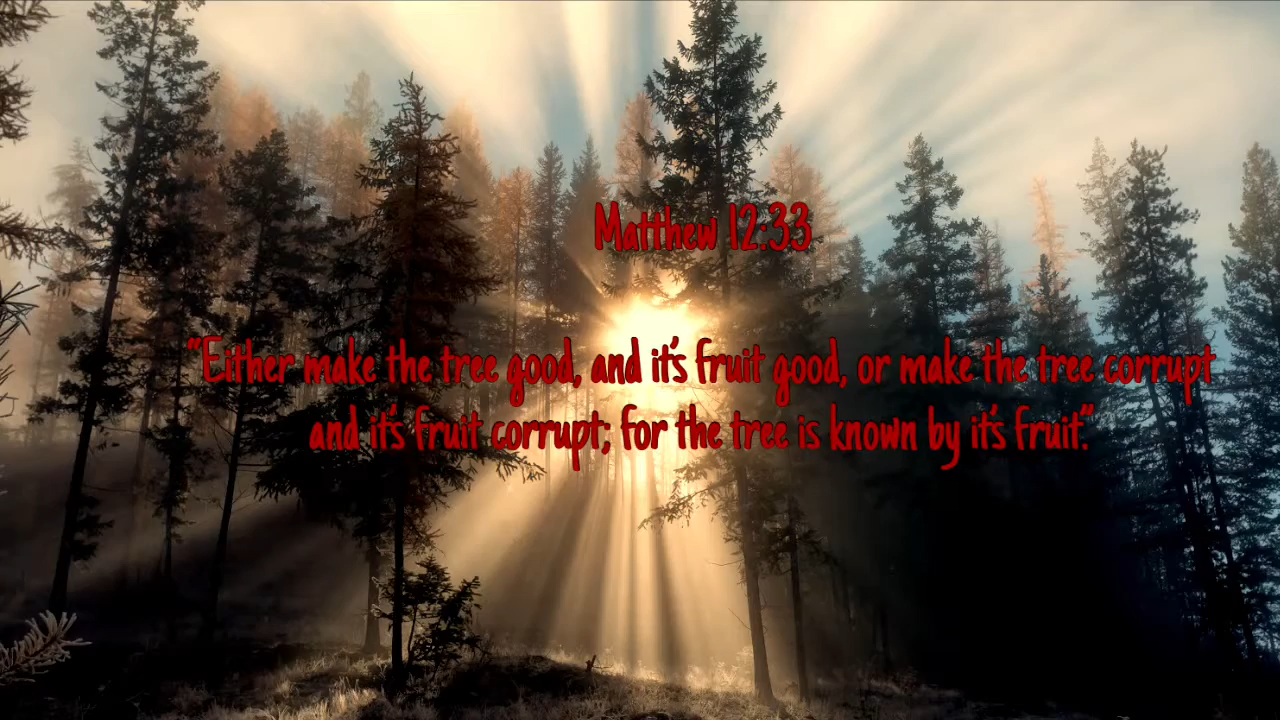 Matthew 12:33
"Either make the tree good, and it's fruit good, or make the tree corrupt
and it's fruit corrupt; for the tree is known by it's fruit."